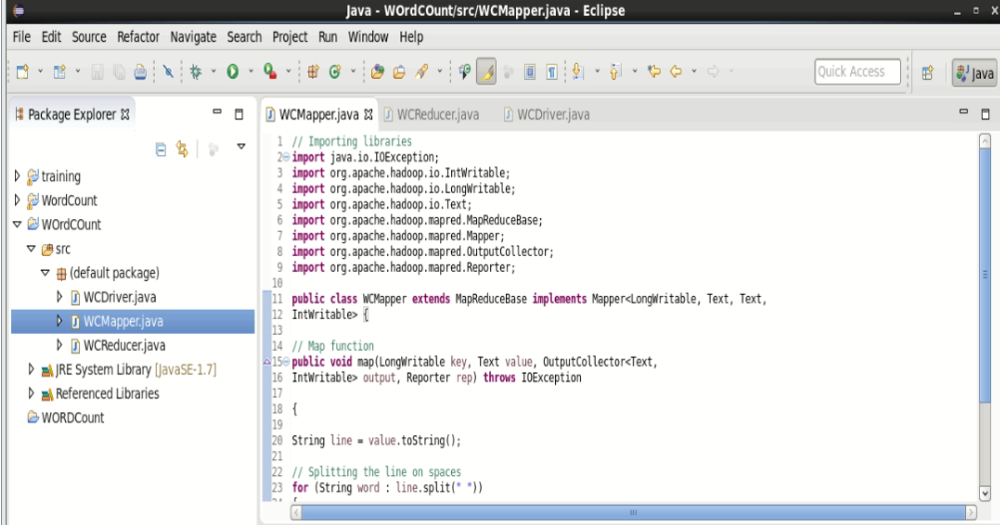 Java - WOrdCOunt/src/WCMapper.java - Eclipse
File Edit Source Refactor Navigate Search Project Run Window Help
Quick Access
Java
Package Explorer
WCMapper.java
WCReducer.java
WCDriver.java
training
WordCount
WOrdCOunt
src
(default package)
WCDriver.java
WCMapper.java
WCReducer.java
JRE System Library [JavaSE-1.7]
Referenced Libraries
WORDCount
1 // Importing libraries
2 import java.io.IOException;
3 import org.apache.hadoop.io.IntWritable;
4 import org.apache.hadoop.io.LongWritable;
5 import org.apache.hadoop.io.Text;
6 import org.apache.hadoop.mapred.MapReduceBase;
7 import org.apache.hadoop.mapred.Mapper;
8 import org.apache.hadoop.mapred.OutputCollector;
9 import org.apache.hadoop.mapred.Reporter;
10
11 public class WCMapper extends MapReduceBase implements Mapper<LongWritable, Text, Text,
12 IntWritable> {
13
14 // Map function
15 public void map(LongWritable key, Text value, OutputCollector<Text,
16 IntWritable> output, Reporter rep) throws IOException
17
18 {
19
20 String line = value.toString();
21
22 // Splitting the line on spaces
23 for (String word : line.split(" "))